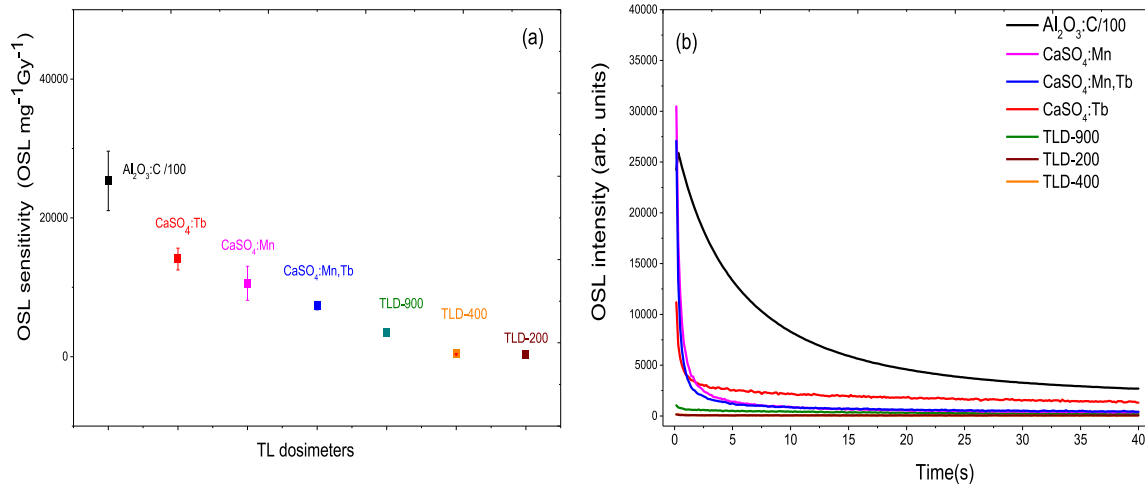 (a)
OSL sensitivity (OSL mg⁻¹Gy⁻¹)
40000
20000
0
Al₂O₃:C /100
CaSO₄:Tb
CaSO₄:Mn
CaSO₄:Mn,Tb
TLD-900
TLD-400
TLD-200
TL dosimeters
(b)
OSL intensity (arb. units)
40000
35000
30000
25000
20000
15000
10000
5000
0
Al₂O₃:C/100
CaSO₄:Mn
CaSO₄:Mn,Tb
CaSO₄:Tb
TLD-900
TLD-200
TLD-400
0 5 10 15 20 25 30 35 40
Time(s)